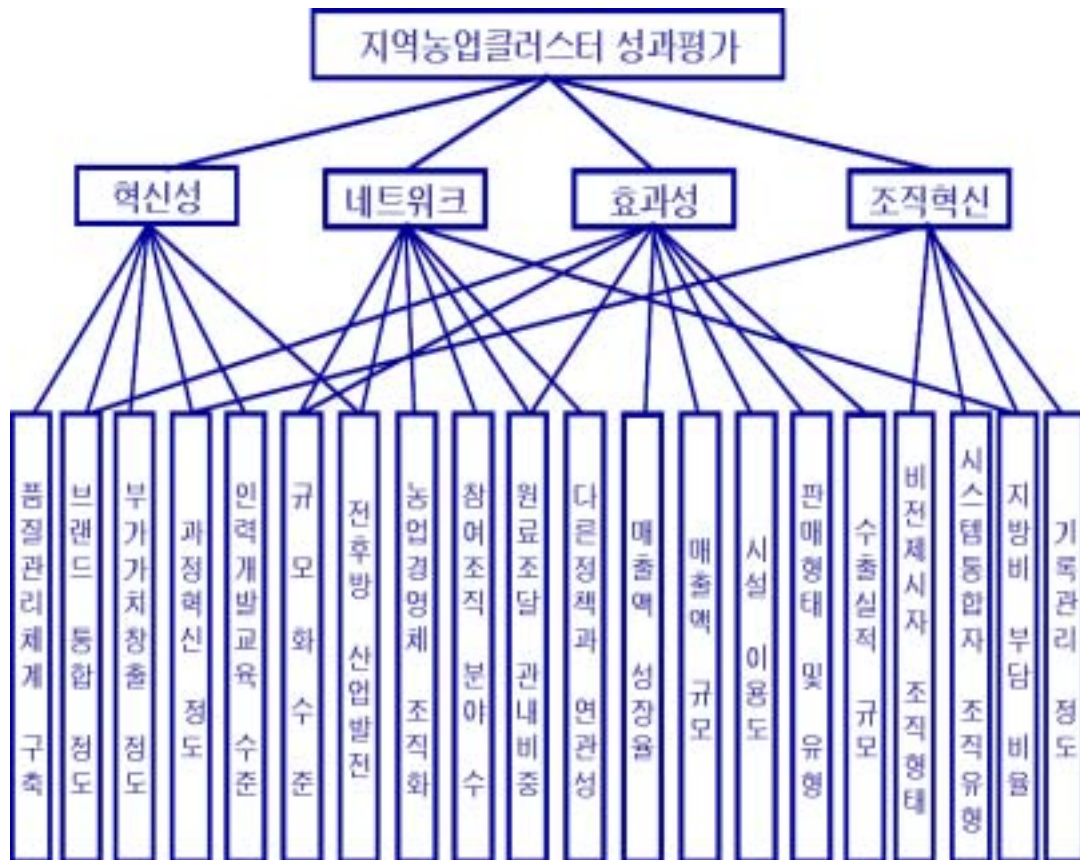 지역농업클러스터 성과평가
혁신성
네트워크
효과성
조직혁신
품질관리체계 구축
브랜드 통합 정도
부가가치창출 정도
과정혁신 정도
인력개발교육 수준
규모화수준
전후방 산업발전
농업경영체 조직화
참여조직 분야 수
원료조달 관내비중
다른정책과 연관성
매출액 성장율
매출액 규모
시설 이용도
판매형태 및 유형
수출실적 규모
비전제시자 조직형태
시스템통합자 조직유형
지방비 부담 비율
기록관리 정도